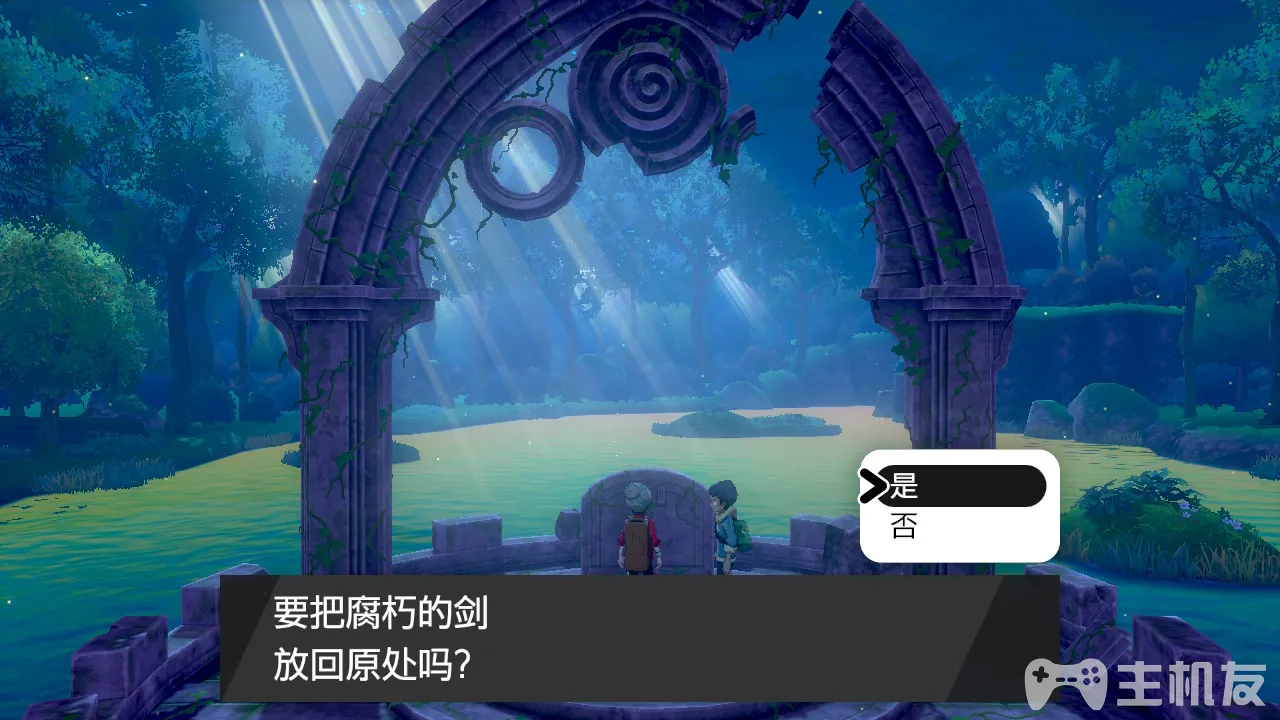 是
否
要把腐朽的剑
放回原处吗?
主机友